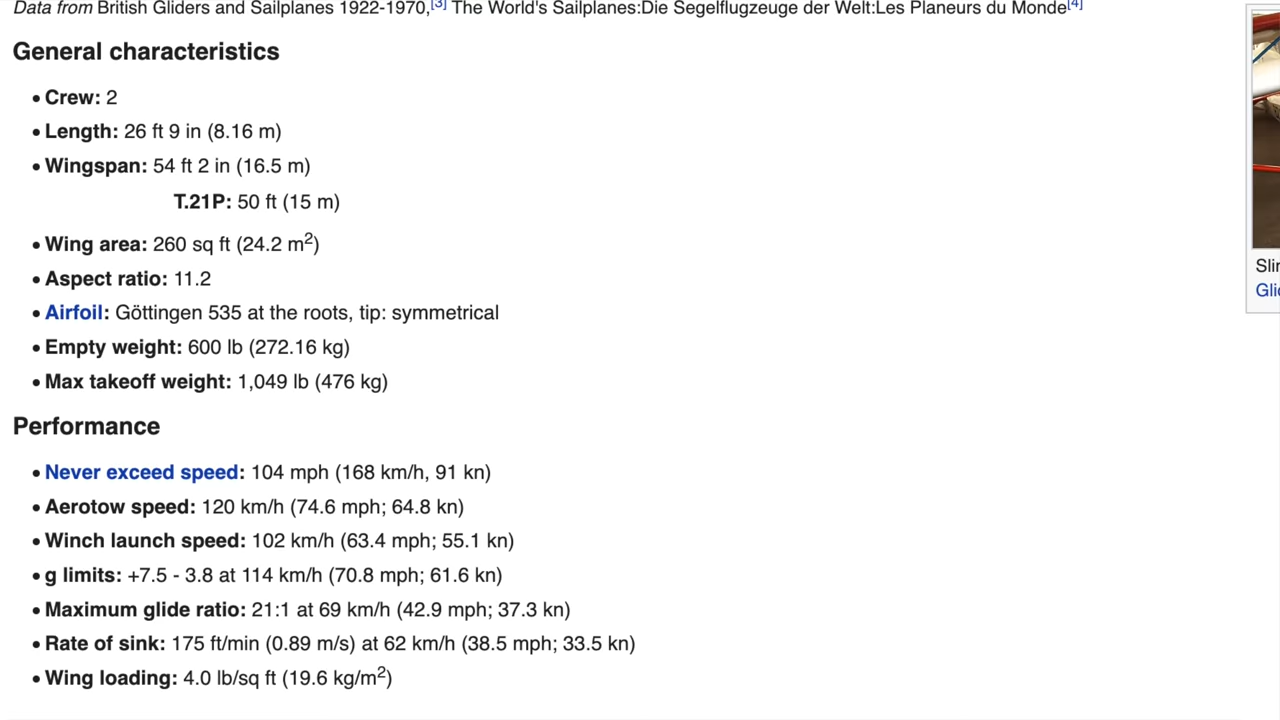 Data from British Gliders and Sailplanes 1922-1970,[3] The World's Sailplanes:Die Segelflugzeuge der Welt:Les Planeurs du Monde[4]
General characteristics
• Crew: 2
• Length: 26 ft 9 in (8.16 m)
• Wingspan: 54 ft 2 in (16.5 m)
T.21P: 50 ft (15 m)
• Wing area: 260 sq ft (24.2 m2)
• Aspect ratio: 11.2
• Airfoil: Göttingen 535 at the roots, tip: symmetrical
• Empty weight: 600 lb (272.16 kg)
• Max takeoff weight: 1,049 lb (476 kg)
Performance
• Never exceed speed: 104 mph (168 km/h, 91 kn)
• Aerotow speed: 120 km/h (74.6 mph; 64.8 kn)
• Winch launch speed: 102 km/h (63.4 mph; 55.1 kn)
• g limits: +7.5 - 3.8 at 114 km/h (70.8 mph; 61.6 kn)
• Maximum glide ratio: 21:1 at 69 km/h (42.9 mph; 37.3 kn)
• Rate of sink: 175 ft/min (0.89 m/s) at 62 km/h (38.5 mph; 33.5 kn)
• Wing loading: 4.0 lb/sq ft (19.6 kg/m2)